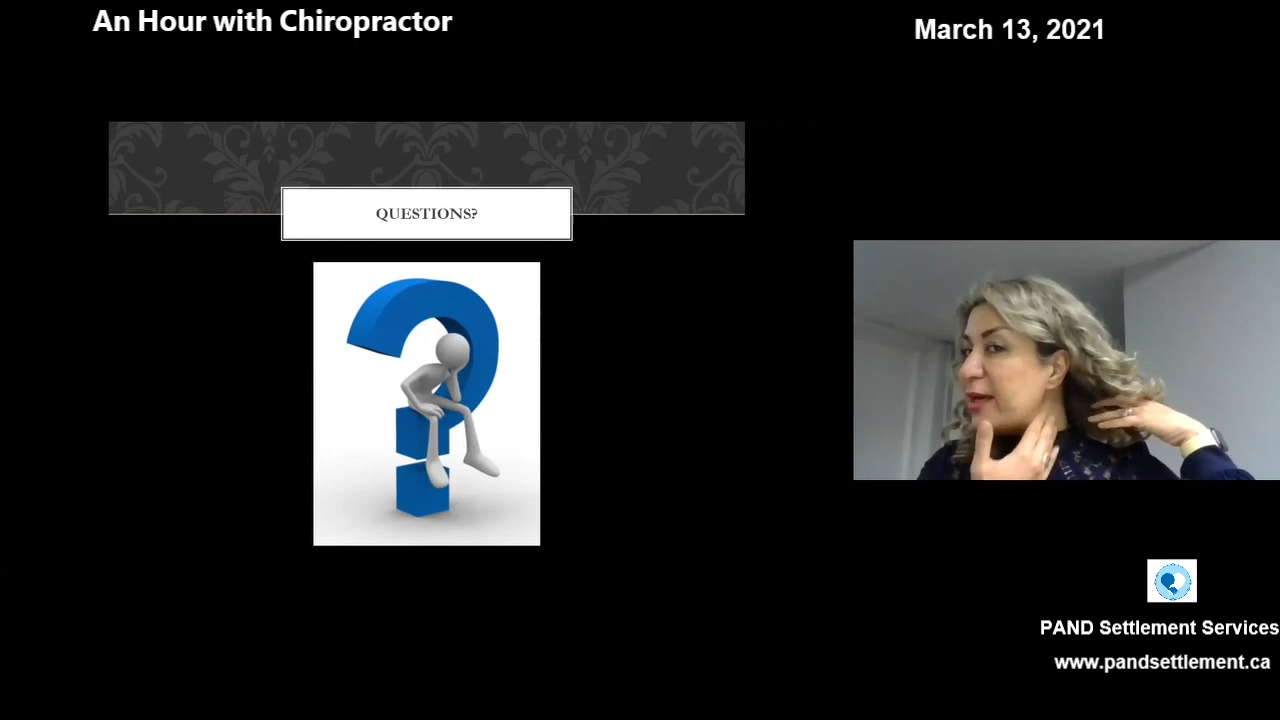 An Hour with Chiropractor
March 13, 2021
QUESTIONS?
PAND Settlement Services
www.pandsettlement.ca